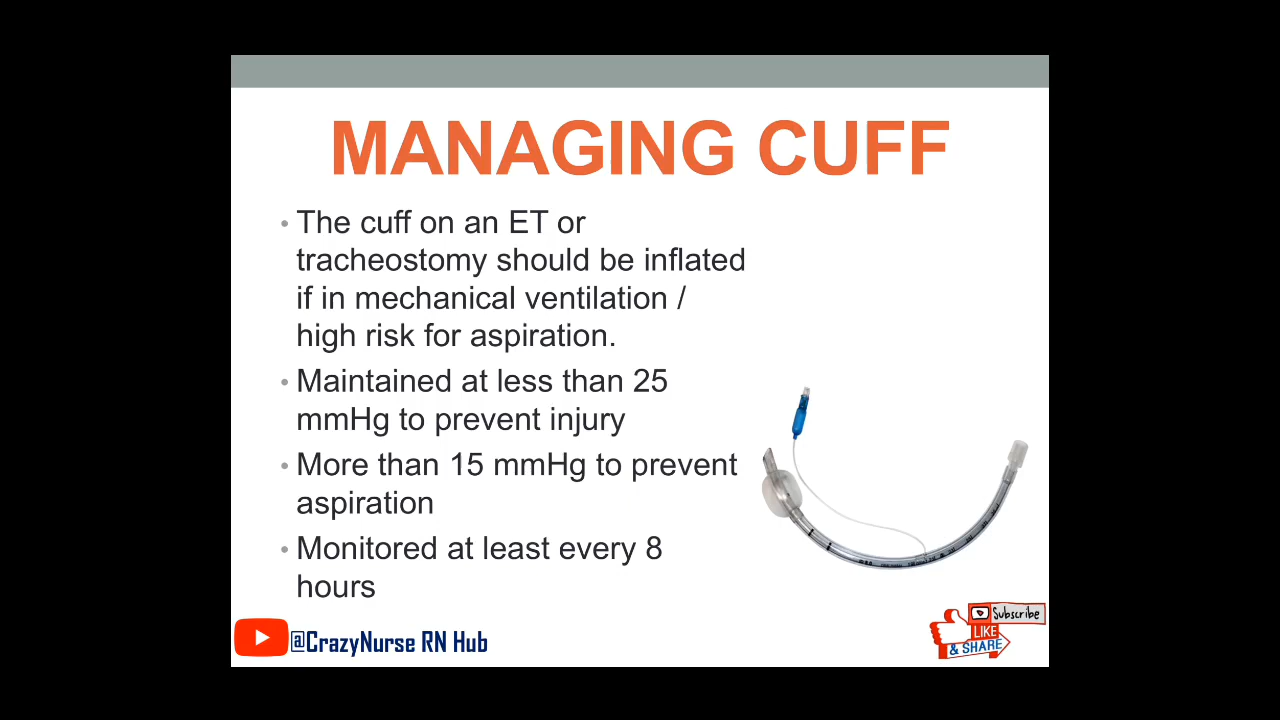 MANAGING CUFF
• The cuff on an ET or
tracheostomy should be inflated
if in mechanical ventilation /
high risk for aspiration.
• Maintained at less than 25
mmHg to prevent injury
• More than 15 mmHg to prevent
aspiration
• Monitored at least every 8
hours
@CrazyNurse RN Hub
Subscribe
LIKE
& SHARE